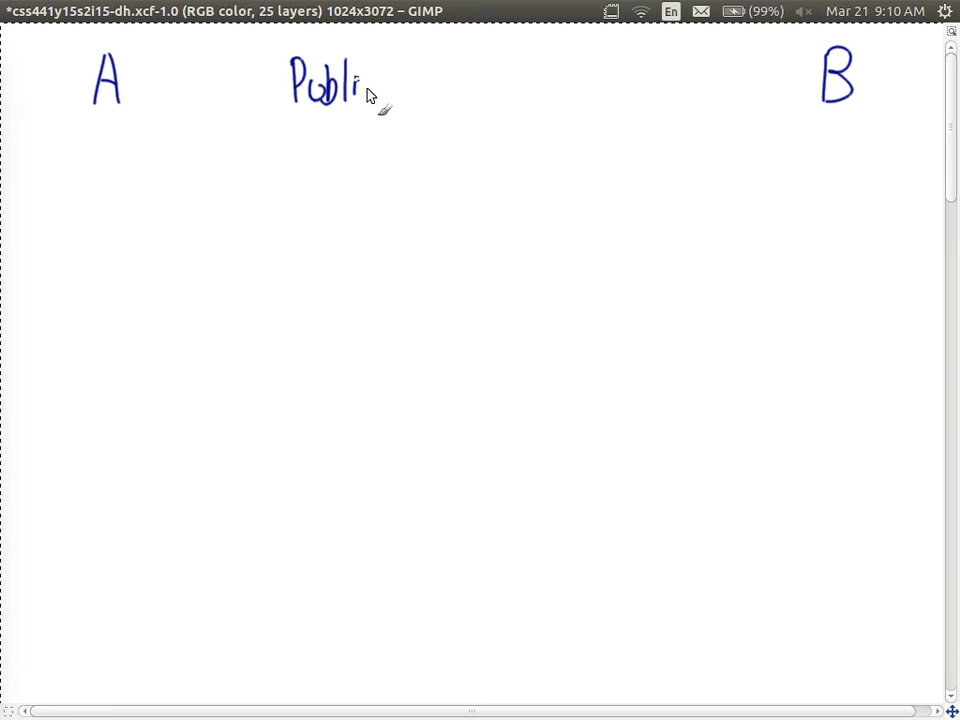 *css441y15s2i15-dh.xcf-1.0 (RGB color, 25 layers) 1024x3072 – GIMP En (99%) Mar 21 9:10 AM
A Publi B